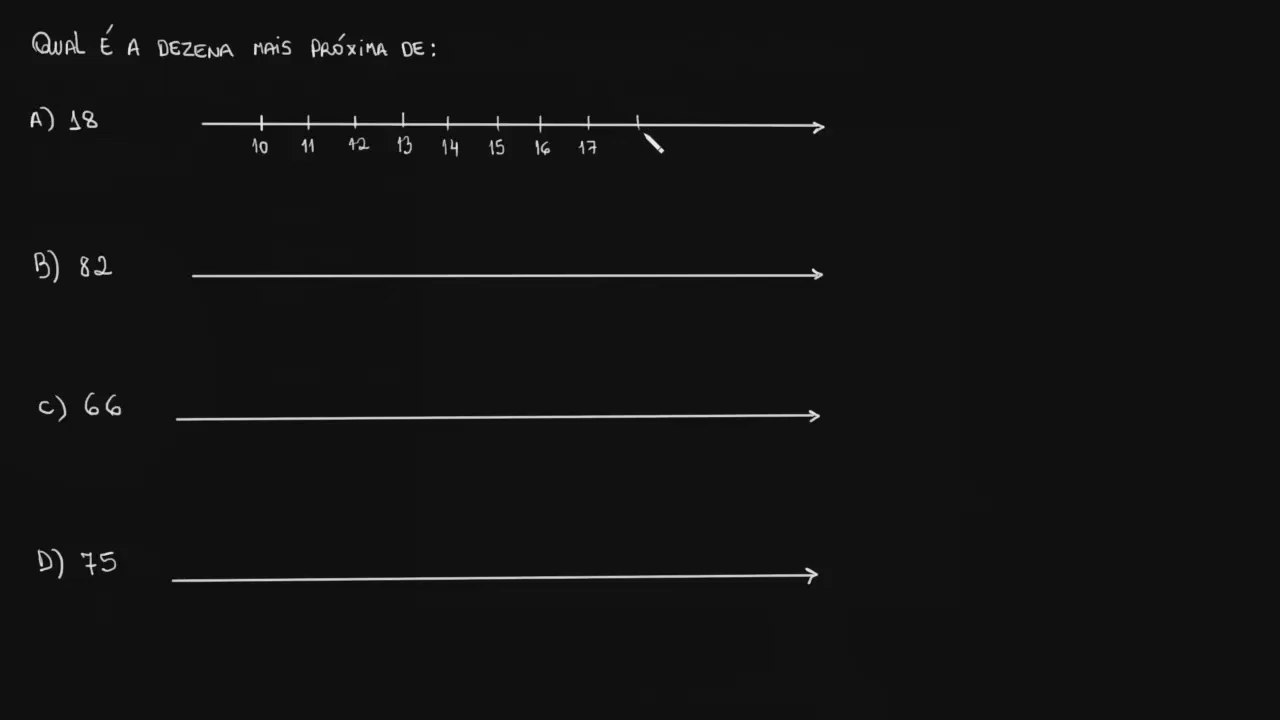 QUAL É A DEZENA MAIS PRÓXIMA DE:
A) 18
10 11 12 13 14 15 16 17
B) 82
C) 66
D) 75